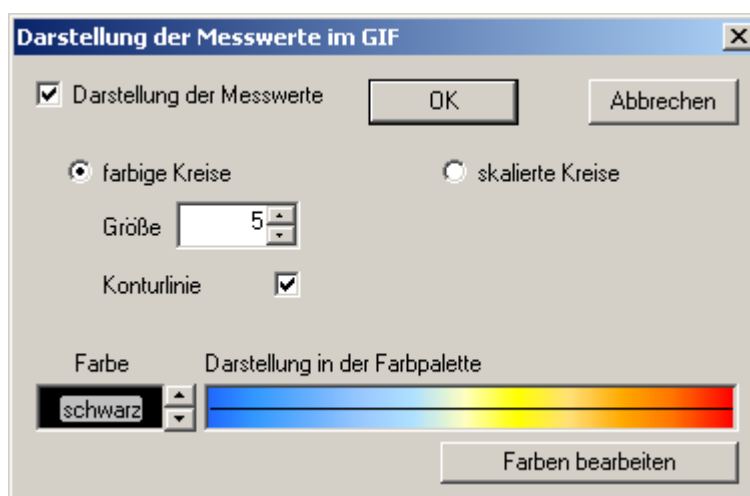 Darstellung der Messwerte im GIF
Darstellung der Messwerte OK Abbrechen
farbige Kreise skalierte Kreise
Größe 5
Konturlinie
Farbe Darstellung in der Farbpalette
schwarz
Farben bearbeiten